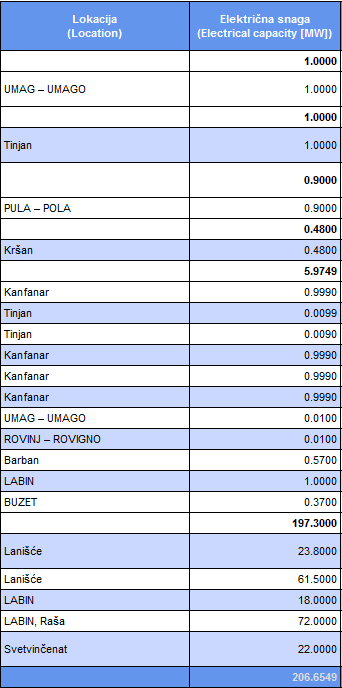 Lokacija Električna snaga
(Location) (Electrical capacity [MW])
1.0000
UMAG – UMAGO 1.0000
1.0000
Tinjan 1.0000
0.9000
PULA – POLA 0.9000
0.4800
Kršan 0.4800
5.9749
Kanfanar 0.9990
Tinjan 0.0099
Tinjan 0.0090
Kanfanar 0.9990
Kanfanar 0.9990
Kanfanar 0.9990
UMAG – UMAGO 0.0100
ROVINJ – ROVIGNO 0.0100
Barban 0.5700
LABIN 1.0000
BUZET 0.3700
197.3000
Lanišće 23.8000
Lanišće 61.5000
LABIN 18.0000
LABIN, Raša 72.0000
Svetvinčenat 22.0000
206.6549